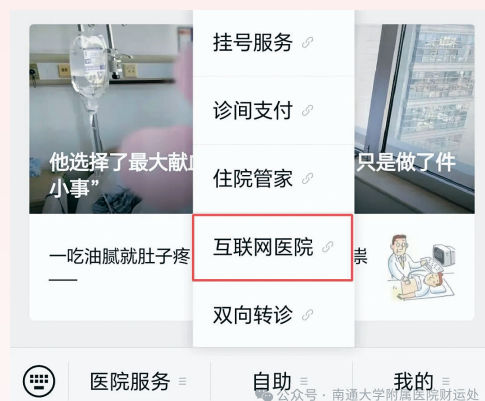 挂号服务
诊间支付
他选择了最大献
只是做了件
小事”
住院管家
互联网医院
一吃油腻就肚子疼
祟
双向转诊
医院服务
自助
我的
公众号·南通大学附属医院财运处